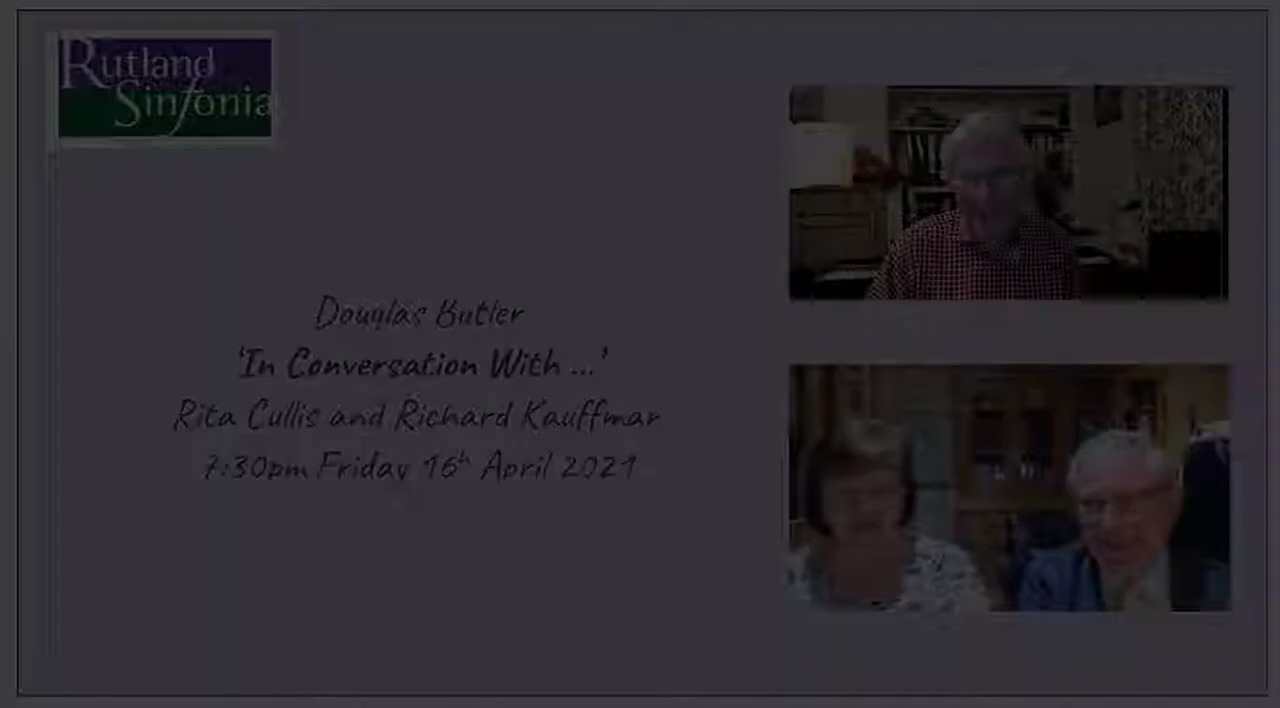 Rutland
Sinfonia
Douglas Butler
'In Conversation With ...'
Rita Cullis and Richard Kauffman
7:30pm Friday 16th April 2021